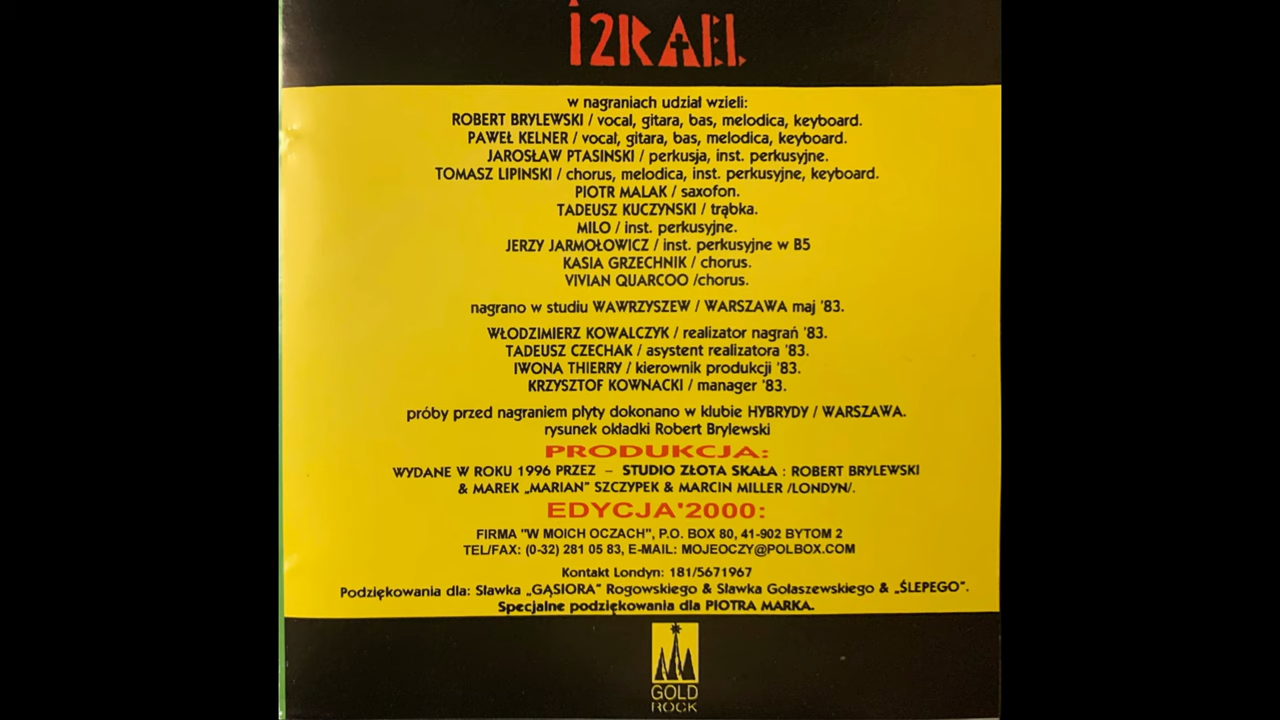 IZRAEL
w nagraniach udział wzieli:
ROBERT BRYLEWSKI / vocal, gitara, bas, melodica, keyboard.
PAWEŁ KELNER / vocal, gitara, bas, melodica, keyboard.
JAROSŁAW PTASINSKI / perkusja, inst. perkusyjne.
TOMASZ LIPINSKI / chorus, melodica, inst. perkusyjne, keyboard.
PIOTR MALAK / saxofon.
TADEUSZ KUCZYNSKI / trąbka.
MILO / inst. perkusyjne.
JERZY JARMOŁOWICZ / inst. perkusyjne w B5
KASIA GRZECHNIK / chorus.
VIVIAN QUARCOO /chorus.
nagrano w studiu WAWRZYSZEW / WARSZAWA maj '83.
WŁODZIMIERZ KOWALCZYK / realizator nagrań '83.
TADEUSZ CZECHAK / asystent realizatora '83.
IWONA THIERRY / kierownik produkcji '83.
KRZYSZTOF KOWNACKI / manager '83.
próby przed nagraniem płyty dokonano w klubie HYBRYDY / WARSZAWA.
rysunek okładki Robert Brylewski
PRODUKCJA:
WYDANE W ROKU 1996 PRZEZ – STUDIO ZŁOTA SKAŁA : ROBERT BRYLEWSKI
& MAREK „MARIAN" SZCZYPEK & MARCIN MILLER /LONDYN/.
EDYCJA'2000:
FIRMA "W MOICH OCZACH", P.O. BOX 80, 41-902 BYTOM 2
TEL/FAX: (0-32) 281 05 83, E-MAIL: MOJEOCZY@POLBOX.COM
Kontakt Londyn: 181/5671967
Podziękowania dla: Sławka „GĄSIORA" Rogowskiego & Sławka Gołaszewskiego & „ŚLEPEGO".
Specjalne podziękowania dla PIOTRA MARKA.
GOLD
ROCK